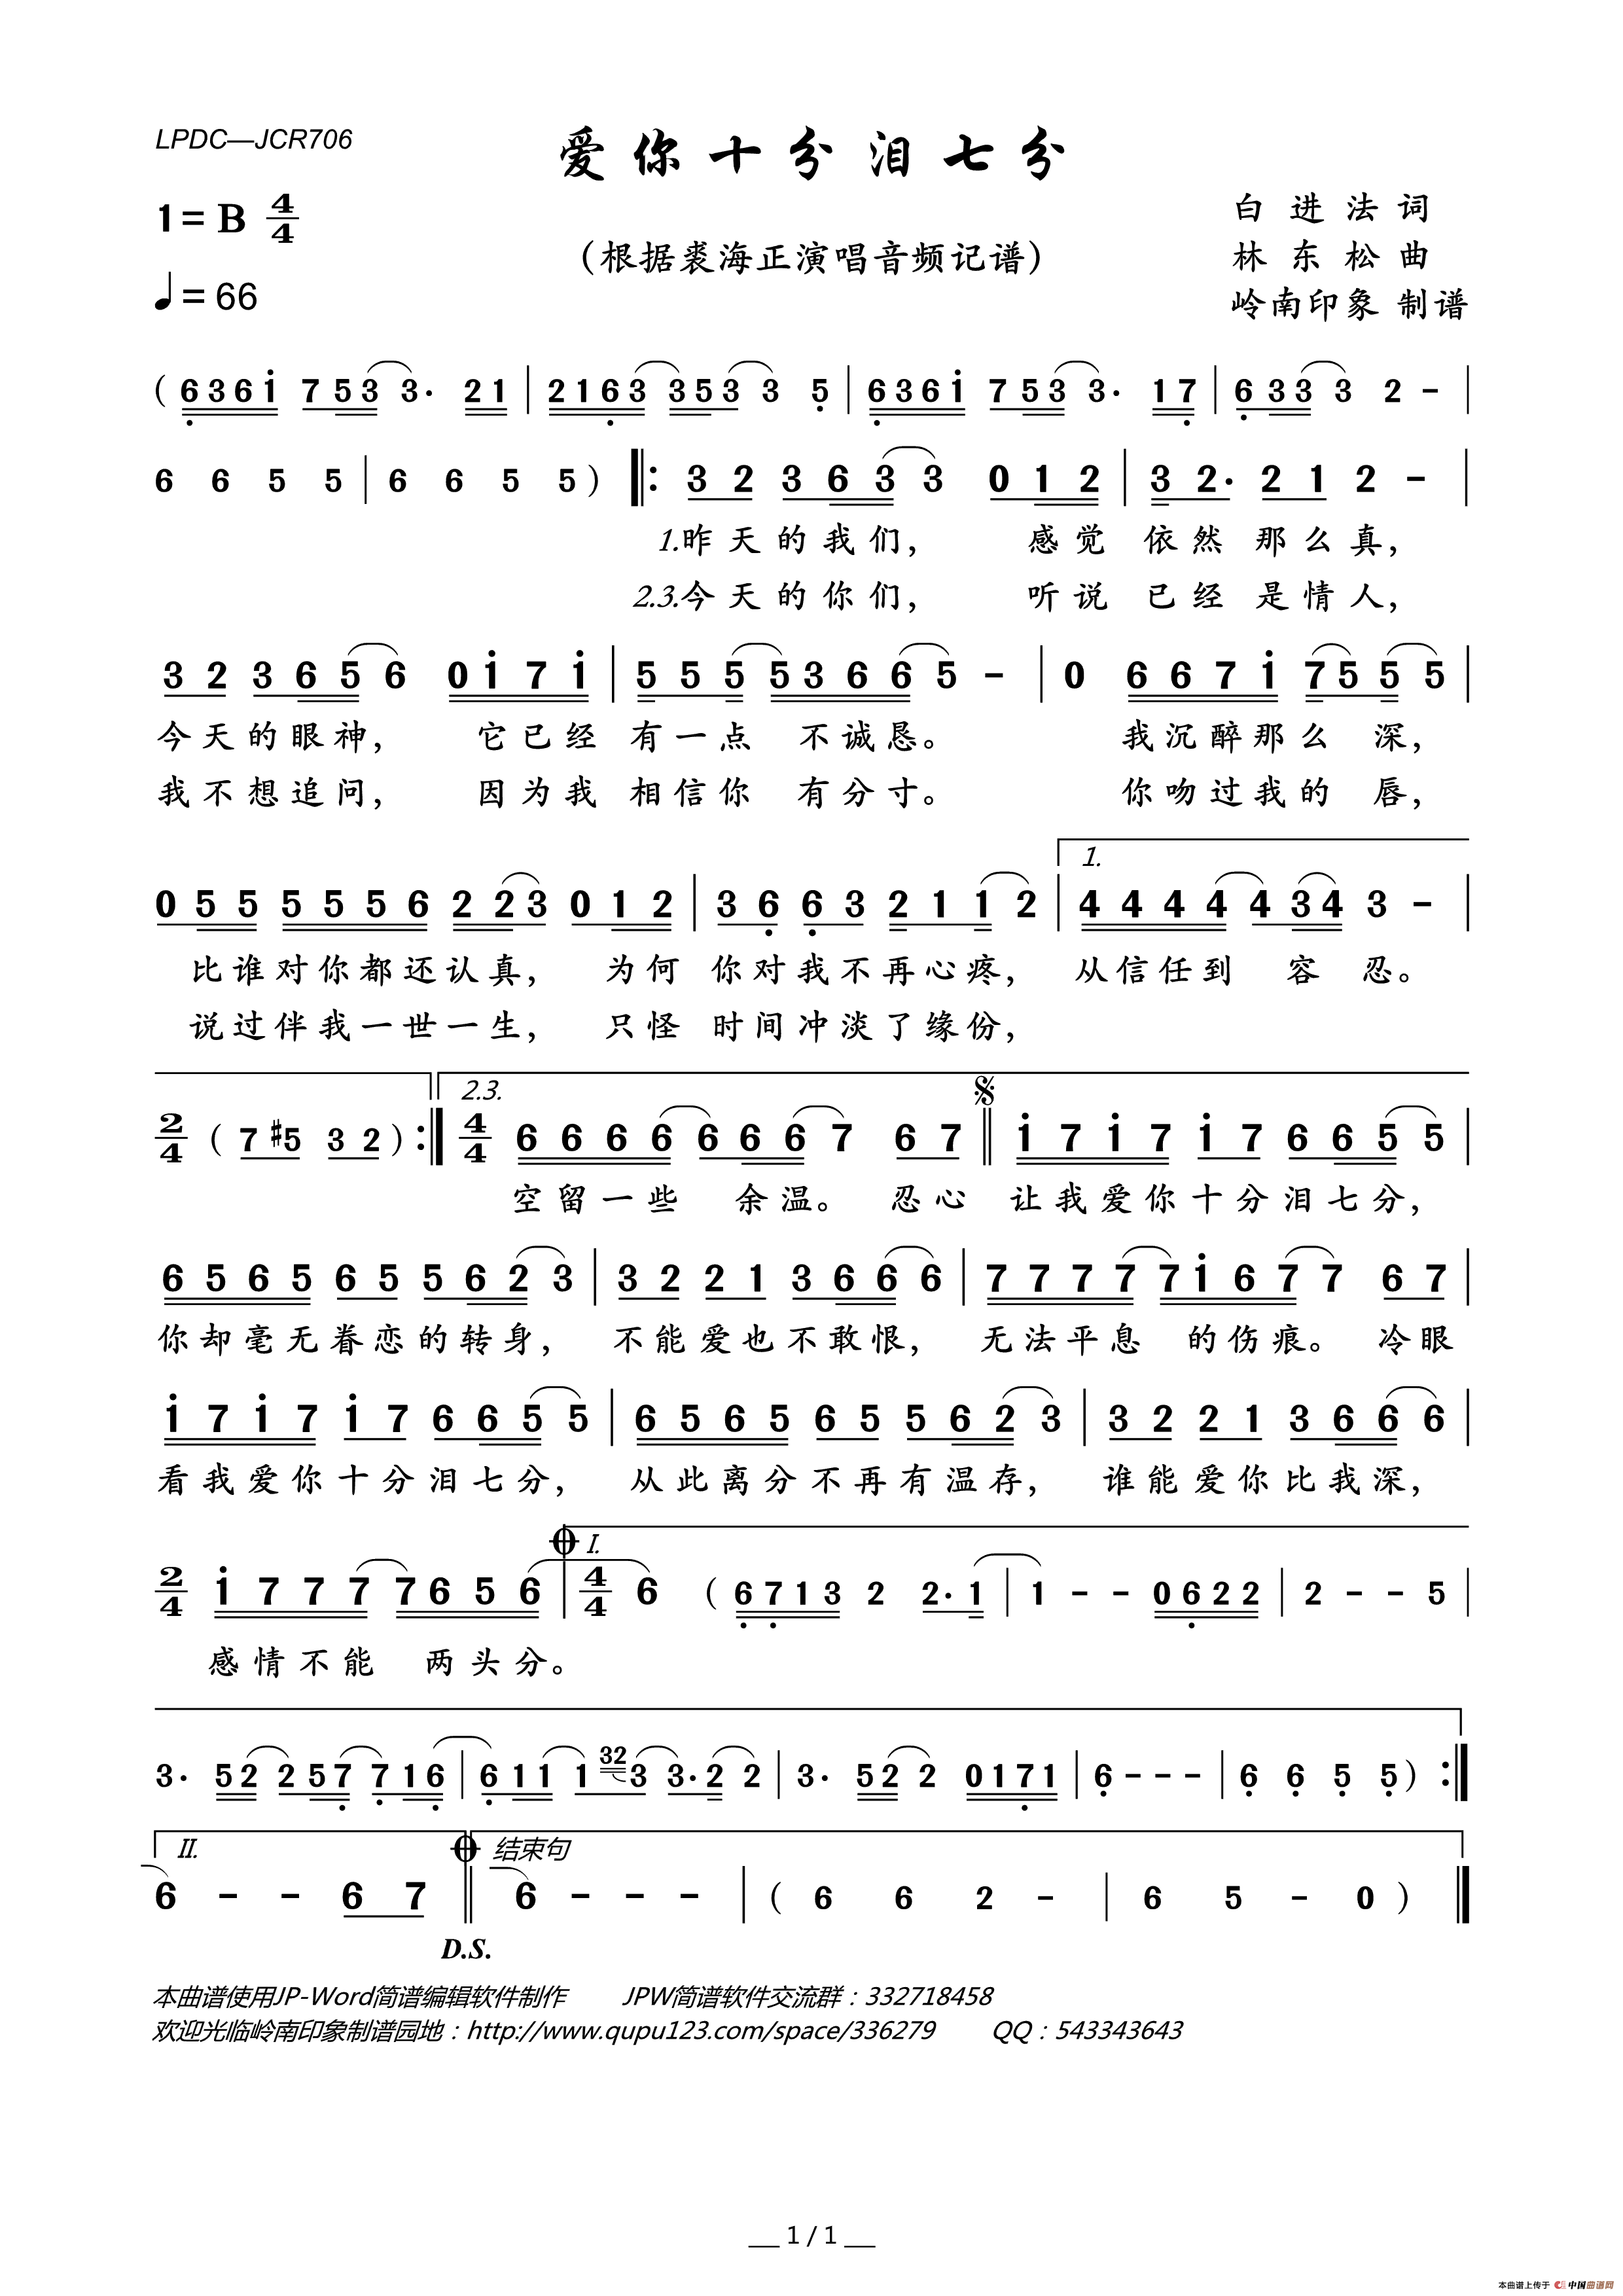 LPDC—JCR706
爱你十分泪七分
1=B 4/4
白进法词
(根据裘海正演唱音频记谱)
林东松曲
♩=66
岭南印象 制谱
( 6 3 6 i 7 5 3 3· 2 1 | 2 1 6 3 3 5 3 3 5 | 6 3 6 i 7 5 3 3· 1 7 | 6 3 3 3 2 - |
6 6 5 5 | 6 6 5 5 ) ‖: 3 2 3 6 3 3 0 1 2 | 3 2· 2 1 2 - |
1.昨天的我们, 感觉 依然 那么真,
2.3.今天的你们, 听说 已经 是情人,
3 2 3 6 5 6 0 i 7 i | 5 5 5 5 3 6 6 5 - | 0 6 6 7 i 7 5 5 5 |
今天的眼神, 它已经 有一点 不诚恳。 我沉醉那么 深,
我不想追问, 因为我 相信你 有分寸。 你吻过我的 唇,
1.
0 5 5 5 5 5 6 2 2 3 0 1 2 | 3 6 6 3 2 1 1 2 | 4 4 4 4 4 3 4 3 - |
比谁对你都还认真, 为何 你对我不再心疼, 从信任到 容 忍。
说过伴我一世一生, 只怪 时间冲淡了缘份,
2.3.
2/4 ( 7 #5 3 2 ) :‖ 4/4 6 6 6 6 6 6 6 7 6 7 ‖ i 7 i 7 i 7 6 6 5 5 |
空留一些 余温。 忍心 让我爱你十分泪七分,
6 5 6 5 6 5 5 6 2 3 | 3 2 2 1 3 6 6 6 | 7 7 7 7 7 i 6 7 7 6 7 |
你却毫无眷恋的转身, 不能爱也不敢恨, 无法平息 的伤痕。 冷眼
i 7 i 7 i 7 6 6 5 5 | 6 5 6 5 6 5 5 6 2 3 | 3 2 2 1 3 6 6 6 |
看我爱你十分泪七分, 从此离分不再有温存, 谁能爱你比我深,
I.
2/4 i 7 7 7 7 6 5 6 | 4/4 6 ( 6 7 1 3 2 2· 1 | 1 - - 0 6 2 2 | 2 - - 5 |
感情不能 两头分。
3· 5 2 2 5 7 7 1 6 | 6 1 1 1 32 3 3· 2 2 | 3· 5 2 2 0 1 7 1 | 6 - - - | 6 6 5 5 ) :‖
II. 结束句
6 - - 6 7 ‖ 6 - - - | ( 6 6 2 - | 6 5 - 0 ) ‖
D.S.
本曲谱使用JP-Word简谱编辑软件制作 JPW简谱软件交流群：332718458
欢迎光临岭南印象制谱园地：http://www.qupu123.com/space/336279 QQ：543343643
1 / 1
本曲谱上传于 中国曲谱网